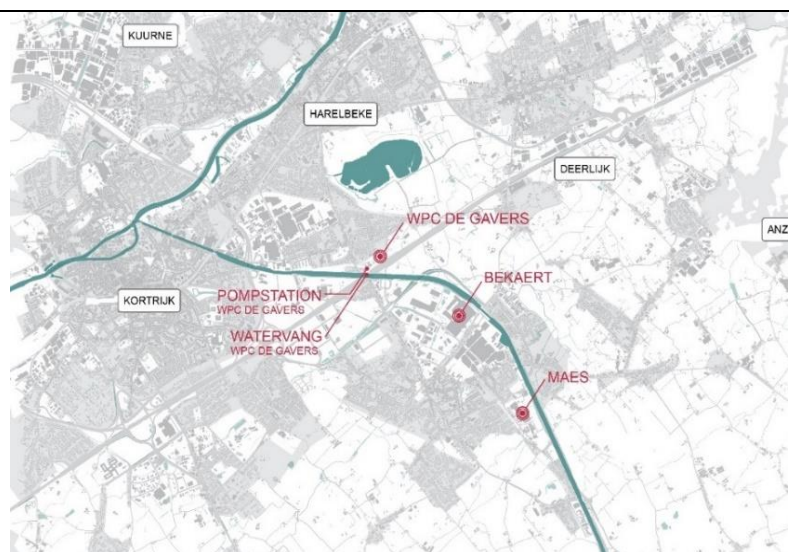 KUURNE
HARELBEKE
DEERLIJK
WPC DE GAVERS
ANZ
BEKAERT
POMPSTATION
WPC DE GAVERS
KORTRIJK
WATERVANG
WPC DE GAVERS
MAES